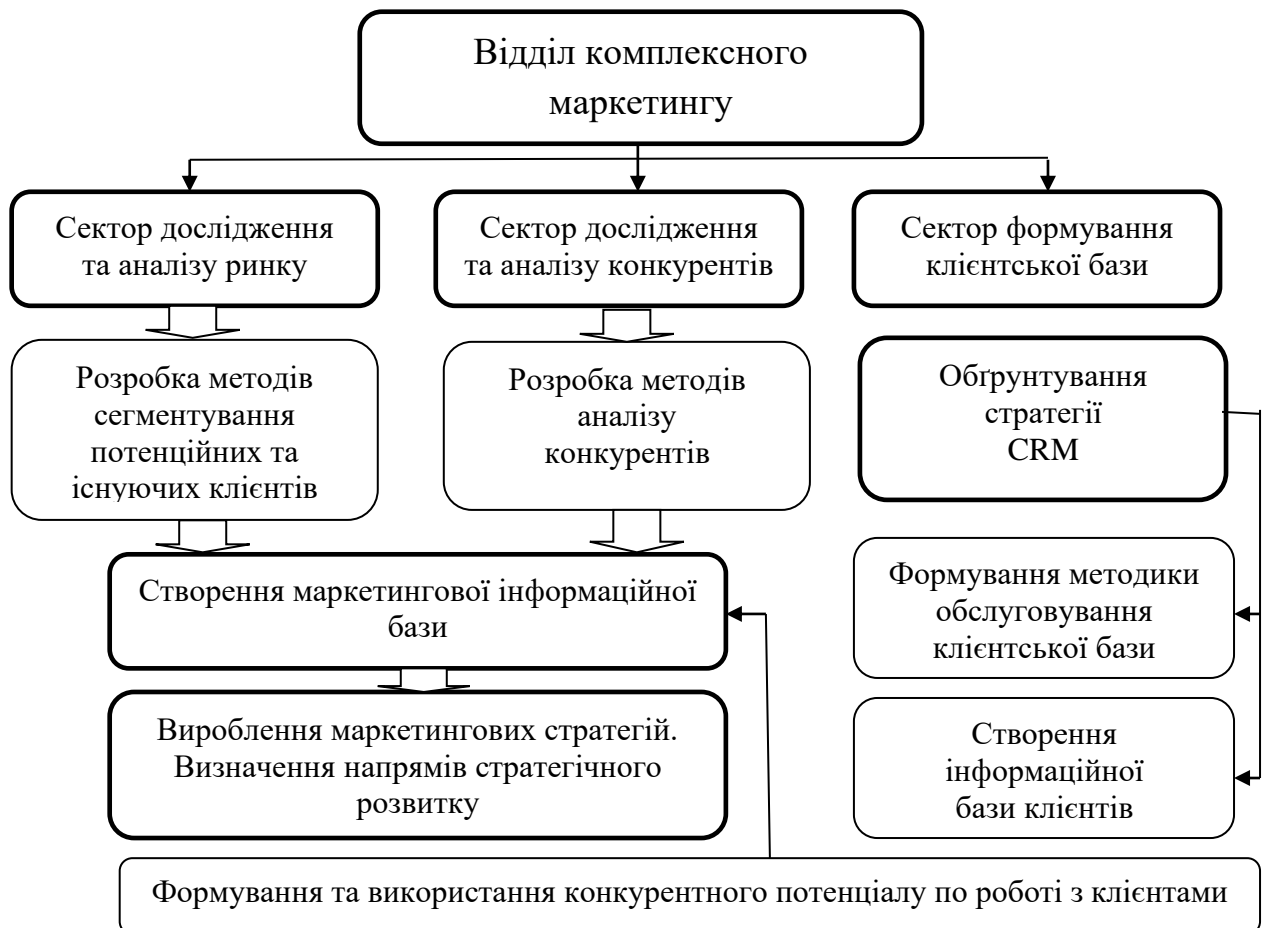 Відділ комплексного
маркетингу
Сектор дослідження
та аналізу ринку
Сектор дослідження
та аналізу конкурентів
Сектор формування
клієнтської бази
Розробка методів
сегментування
потенційних та
існуючих клієнтів
Розробка методів
аналізу
конкурентів
Обґрунтування
стратегії
CRM
Створення маркетингової інформаційної
бази
Формування методики
обслуговування
клієнтської бази
Вироблення маркетингових стратегій.
Визначення напрямів стратегічного
розвитку
Створення
інформаційної
бази клієнтів
Формування та використання конкурентного потенціалу по роботі з клієнтами